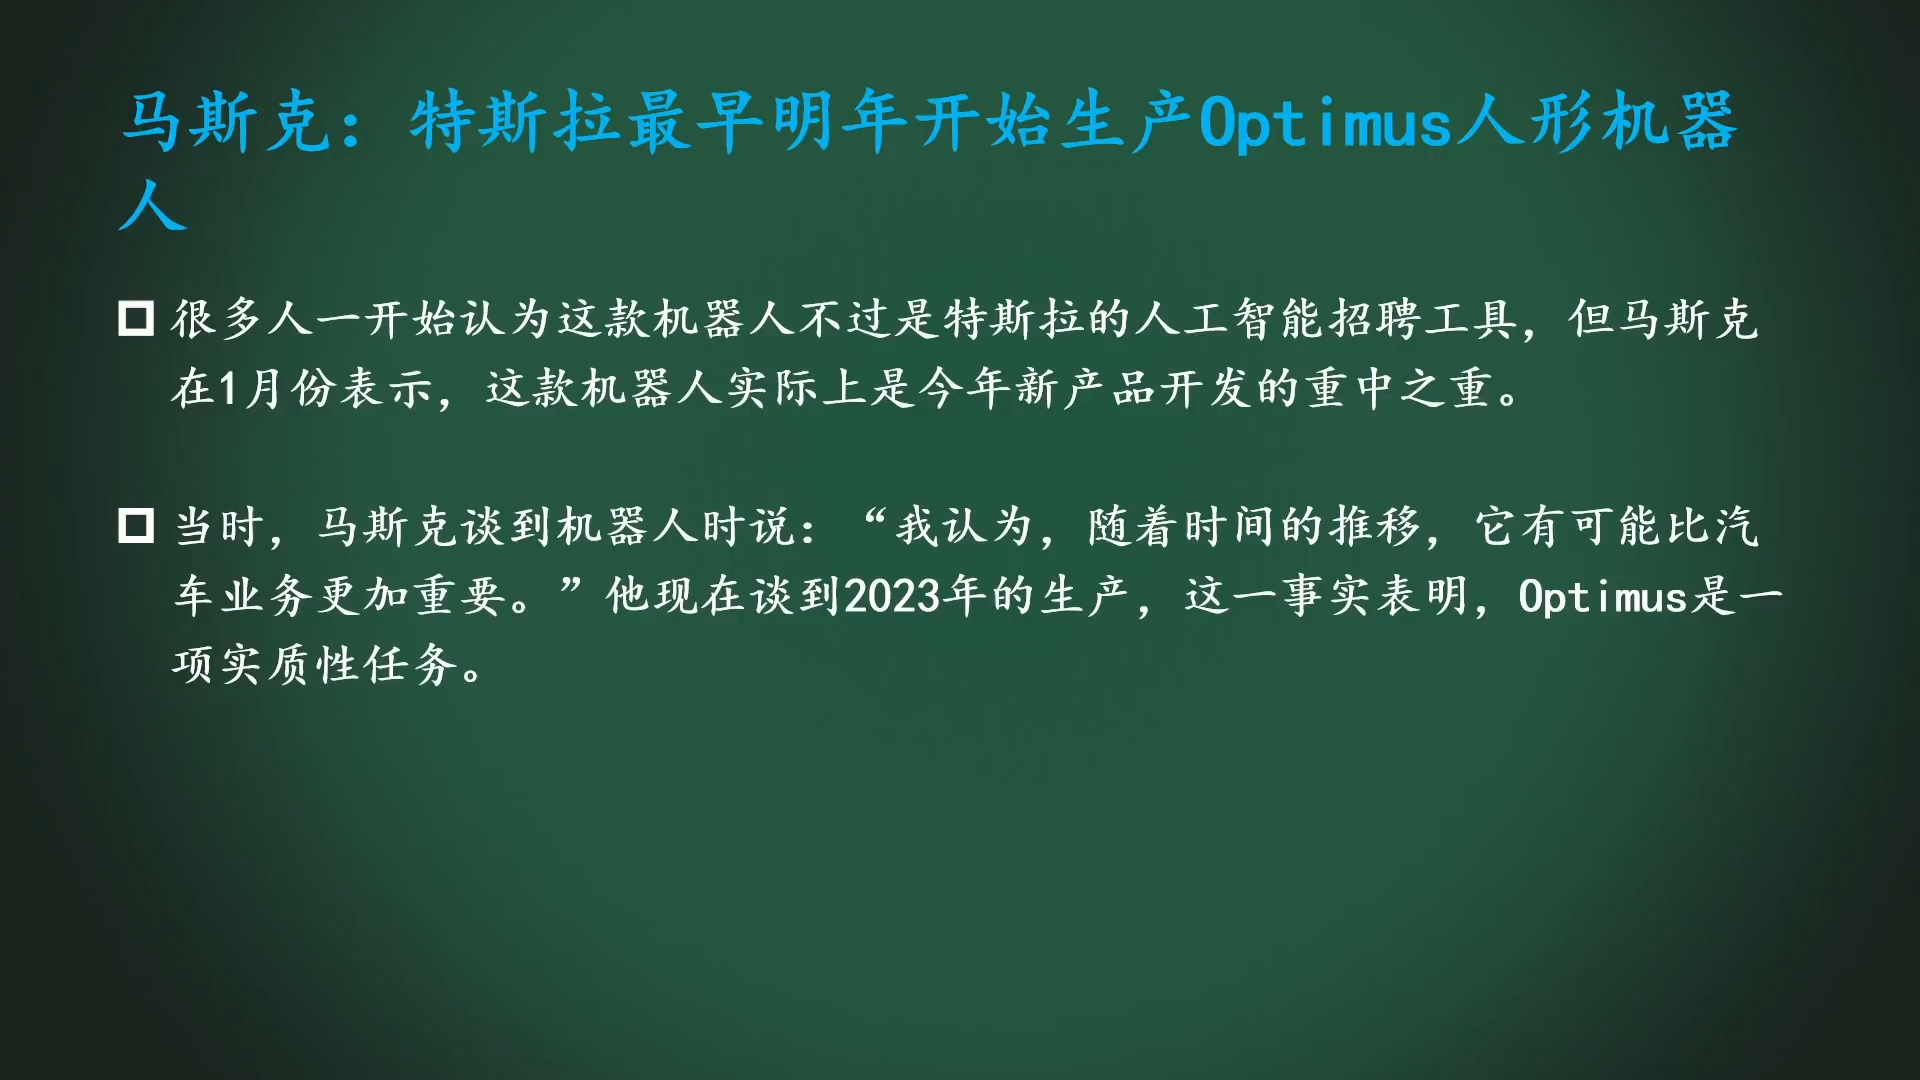 马斯克：特斯拉最早明年开始生产Optimus人形机器
人
很多人一开始认为这款机器人不过是特斯拉的人工智能招聘工具，但马斯克
在1月份表示，这款机器人实际上是今年新产品开发的重中之重。
当时，马斯克谈到机器人时说：“我认为，随着时间的推移，它有可能比汽
车业务更加重要。”他现在谈到2023年的生产，这一事实表明，Optimus是一
项实质性任务。